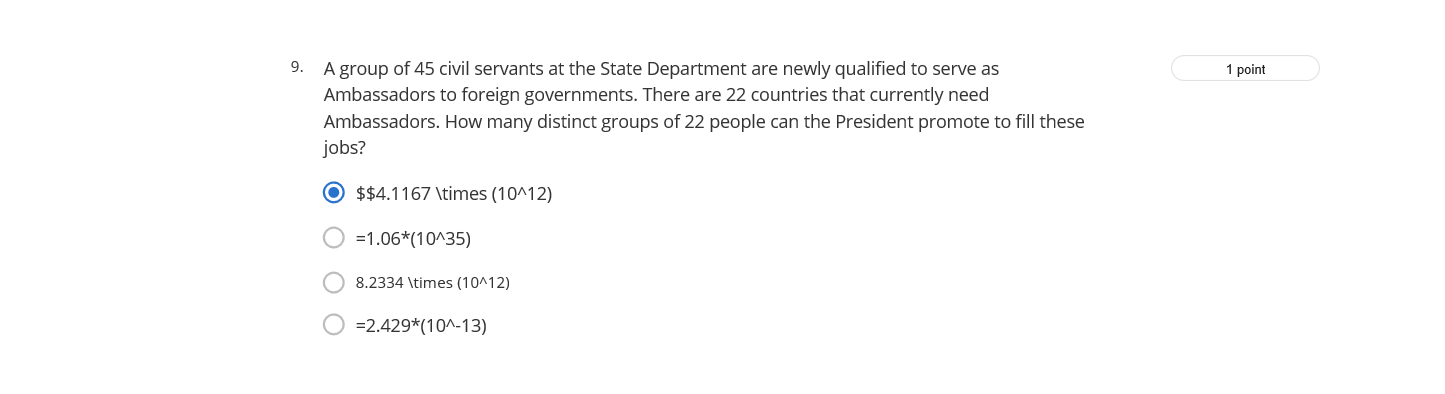 9. A group of 45 civil servants at the State Department are newly qualified to serve as
1 point
Ambassadors to foreign governments. There are 22 countries that currently need
Ambassadors. How many distinct groups of 22 people can the President promote to fill these
jobs?
$$4.1167 \times (10^12)
=1.06*(10^35)
8.2334 \times (10^12)
=2.429*(10^-13)